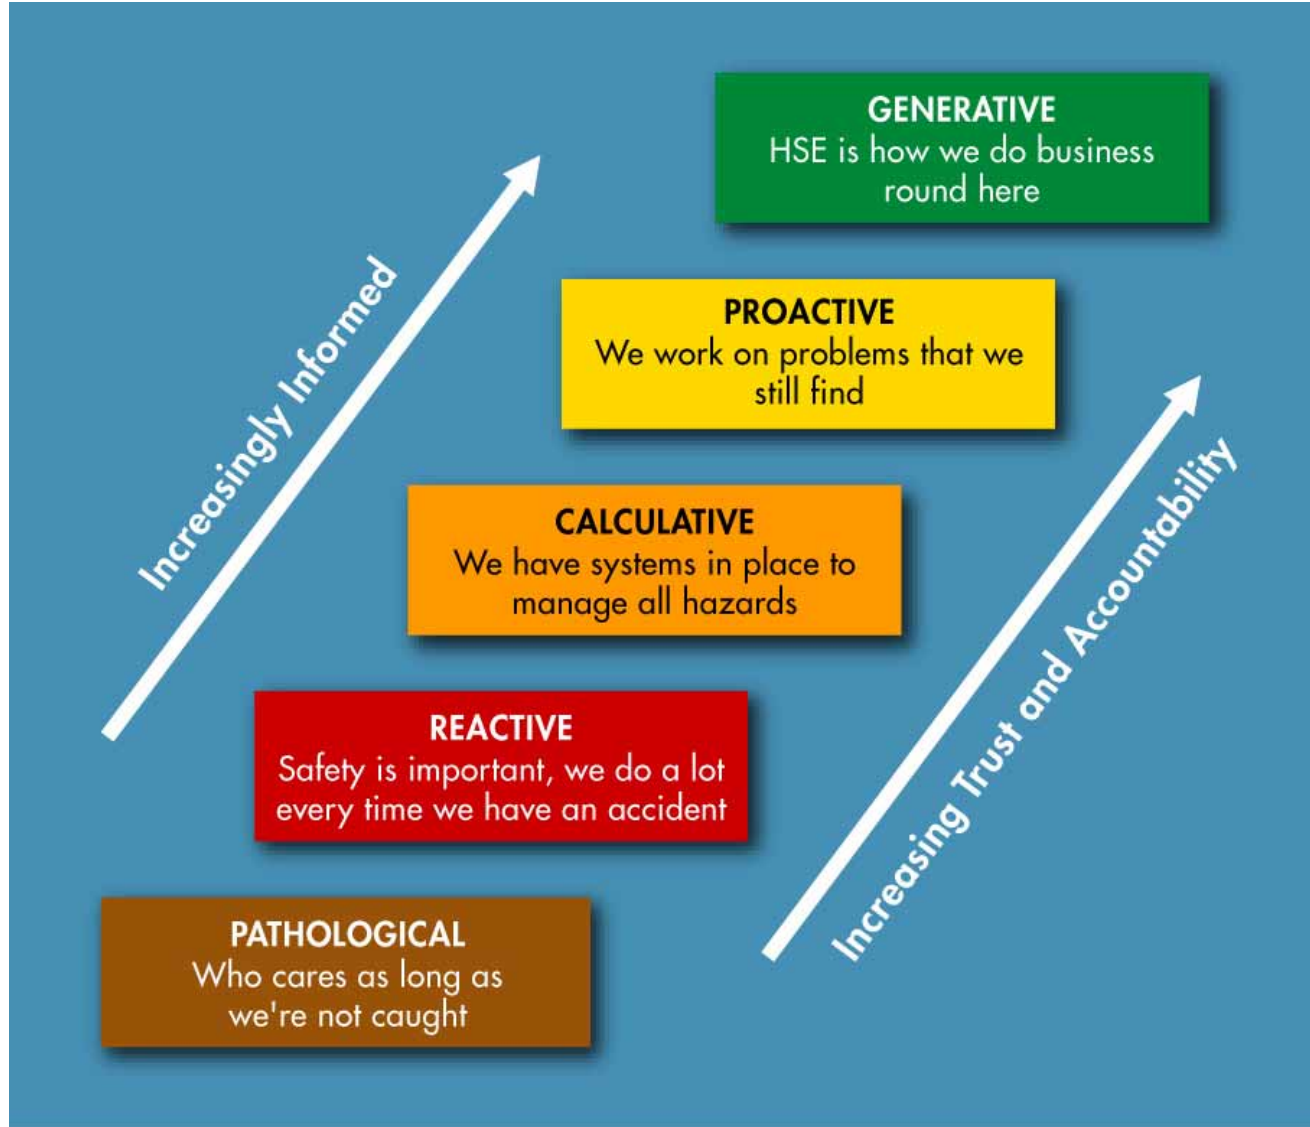 GENERATIVE
HSE is how we do business
round here
Increasingly Informed
PROACTIVE
We work on problems that we
still find
CALCULATIVE
We have systems in place to
manage all hazards
Increasing Trust and Accountability
REACTIVE
Safety is important, we do a lot
every time we have an accident
PATHOLOGICAL
Who cares as long as
we're not caught